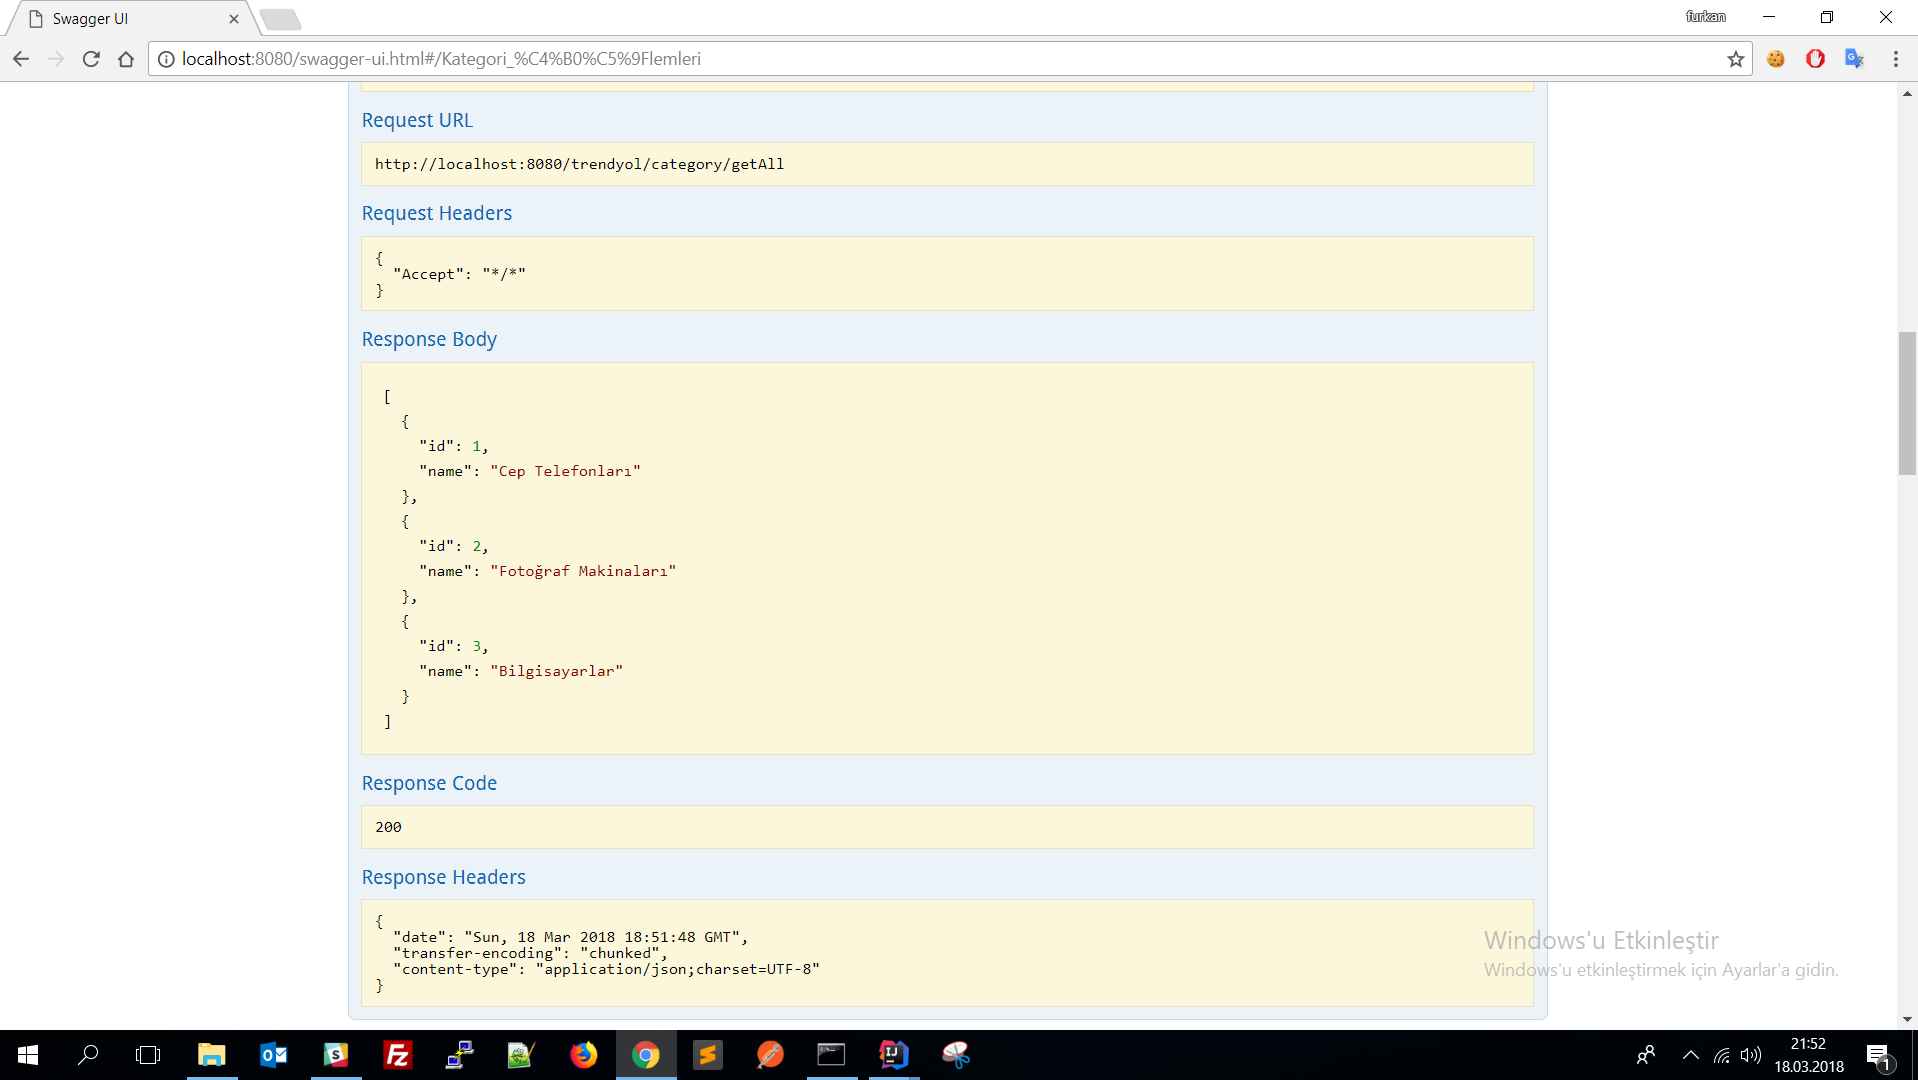 Swagger UI
furkan
localhost:8080/swagger-ui.html#/Kategori_%C4%B0%C5%9Flemleri
Request URL
http://localhost:8080/trendyol/category/getAll
Request Headers
{
"Accept": "*/*"
}
Response Body
[
{
"id": 1,
"name": "Cep Telefonları"
},
{
"id": 2,
"name": "Fotoğraf Makinaları"
},
{
"id": 3,
"name": "Bilgisayarlar"
}
]
Response Code
200
Response Headers
{
"date": "Sun, 18 Mar 2018 18:51:48 GMT",
"transfer-encoding": "chunked",
"content-type": "application/json;charset=UTF-8"
}
Windows'u Etkinleştir
Windows'u etkinleştirmek için Ayarlar'a gidin.
21:52
18.03.2018
1